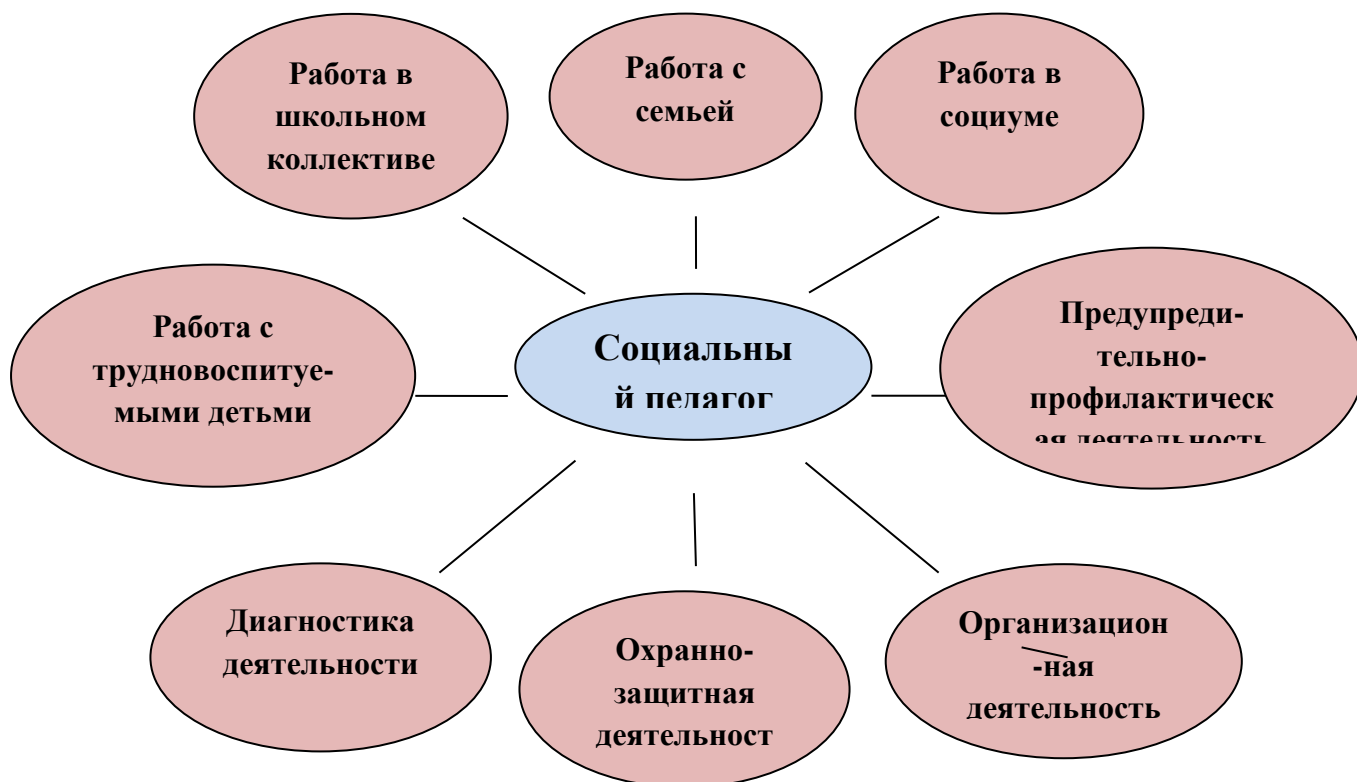 Работа в
школьном
коллективе
Работа с
семьей
Работа в
социуме
Работа с
трудновоспитуе-
мыми детьми
Социальны
й педагог
Предупреди-
тельно-
профилактическ
ая деятельность
Диагностика
деятельности
Охранно-
защитная
деятельност
Организацион
-ная
деятельность